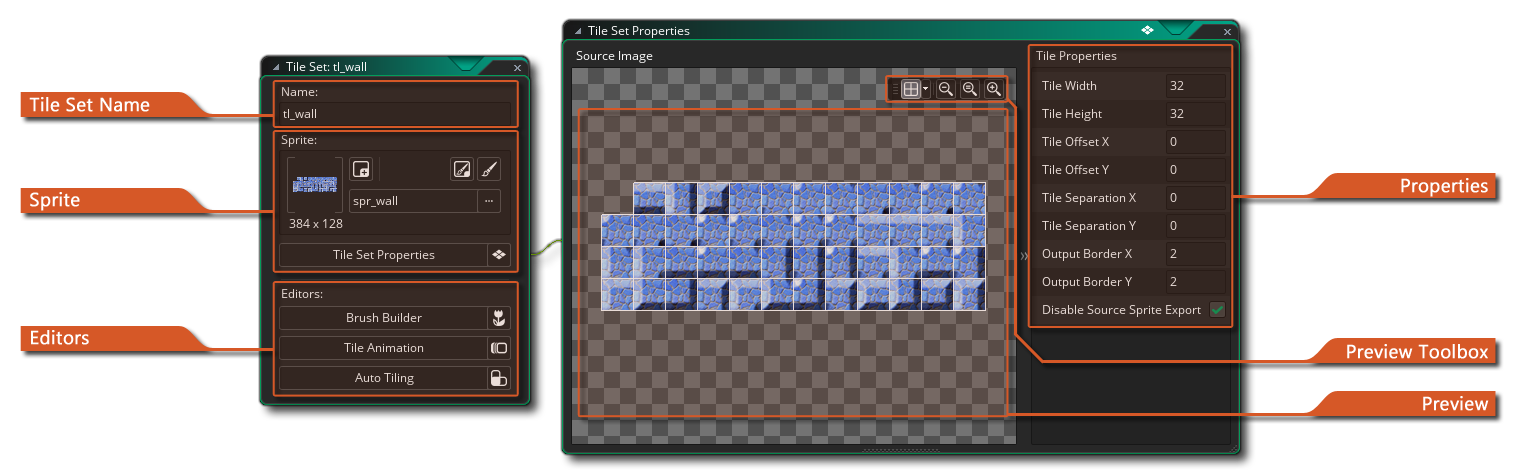 Tile Set Name
Sprite
Editors
Tile Set: tl_wall
Name:
tl_wall
Sprite:
spr_wall
...
384 x 128
Tile Set Properties
Editors:
Brush Builder
Tile Animation
Auto Tiling
Tile Set Properties
Source Image
Tile Properties
Tile Width 32
Tile Height 32
Tile Offset X 0
Tile Offset Y 0
Tile Separation X 0
Tile Separation Y 0
Output Border X 2
Output Border Y 2
Disable Source Sprite Export
Properties
Preview Toolbox
Preview